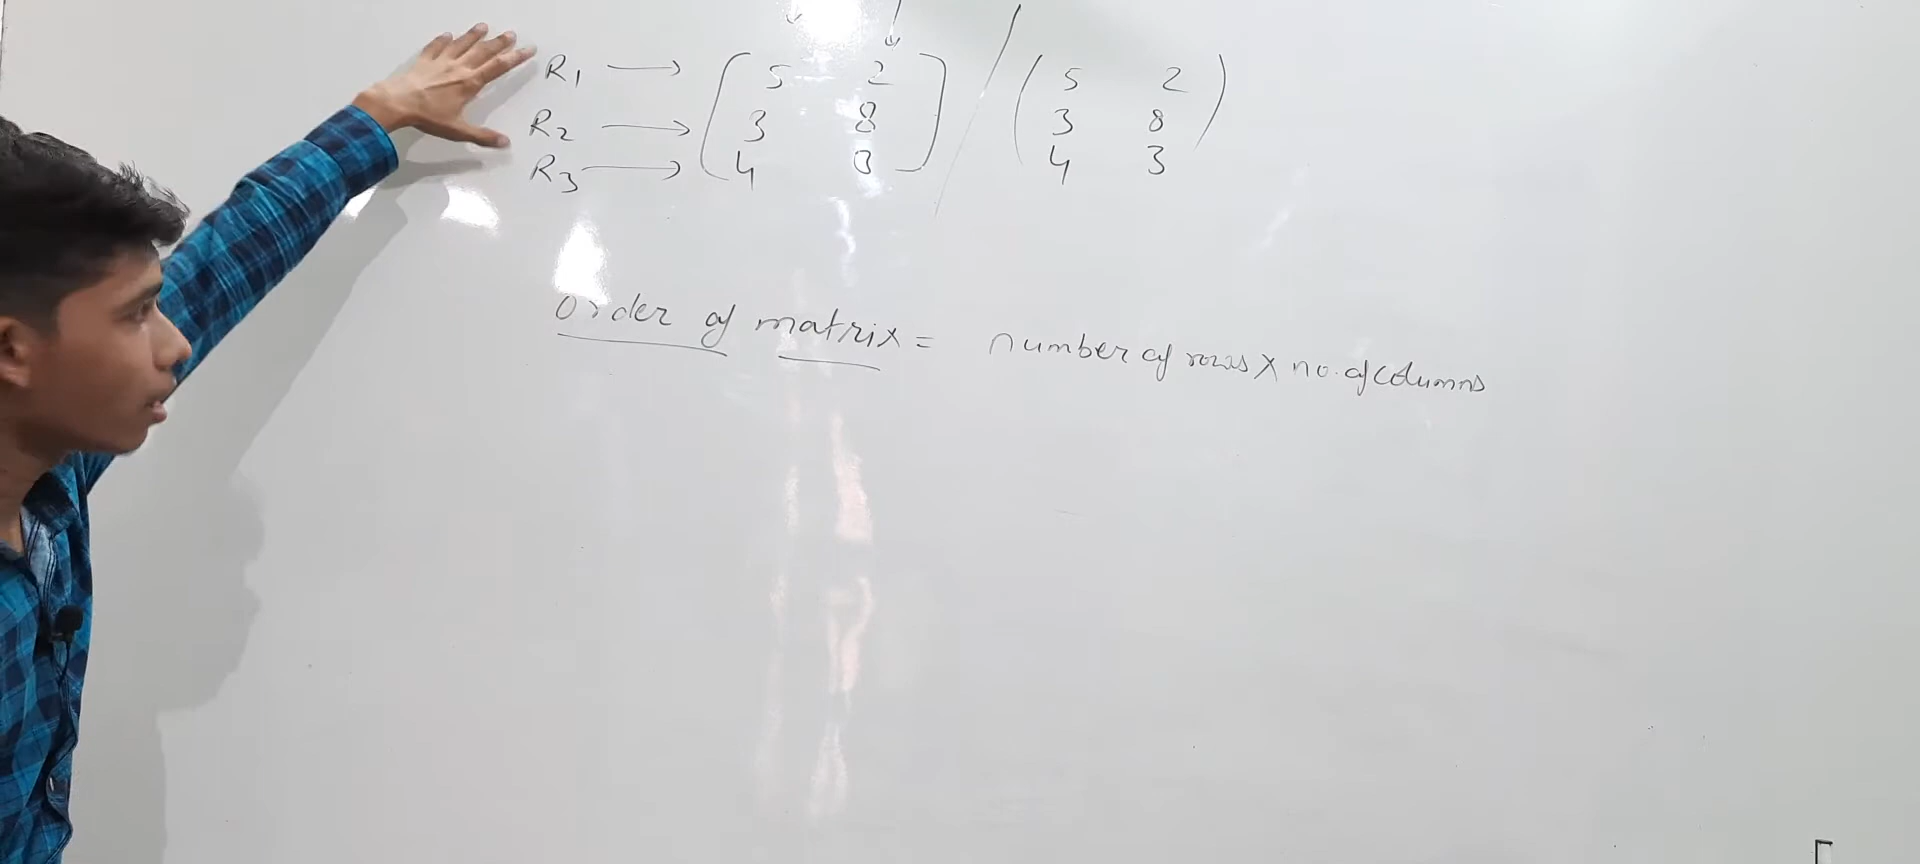 R1 → [ 5 2 ] / ( 5 2 )
R2 → [ 3 8 ] / ( 3 8 )
R3 → [ 4 3 ] / ( 4 3 )
Order of matrix = number of rows X no. of columns